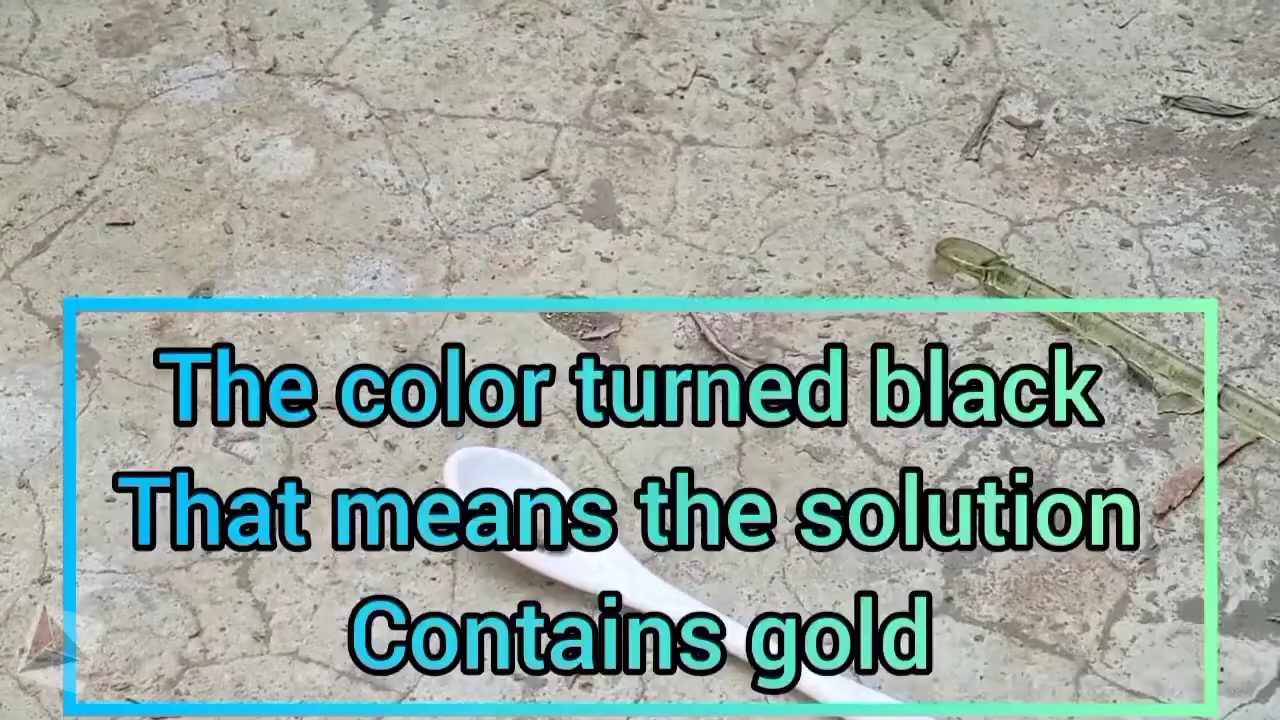 The color turned black
That means the solution
Contains gold